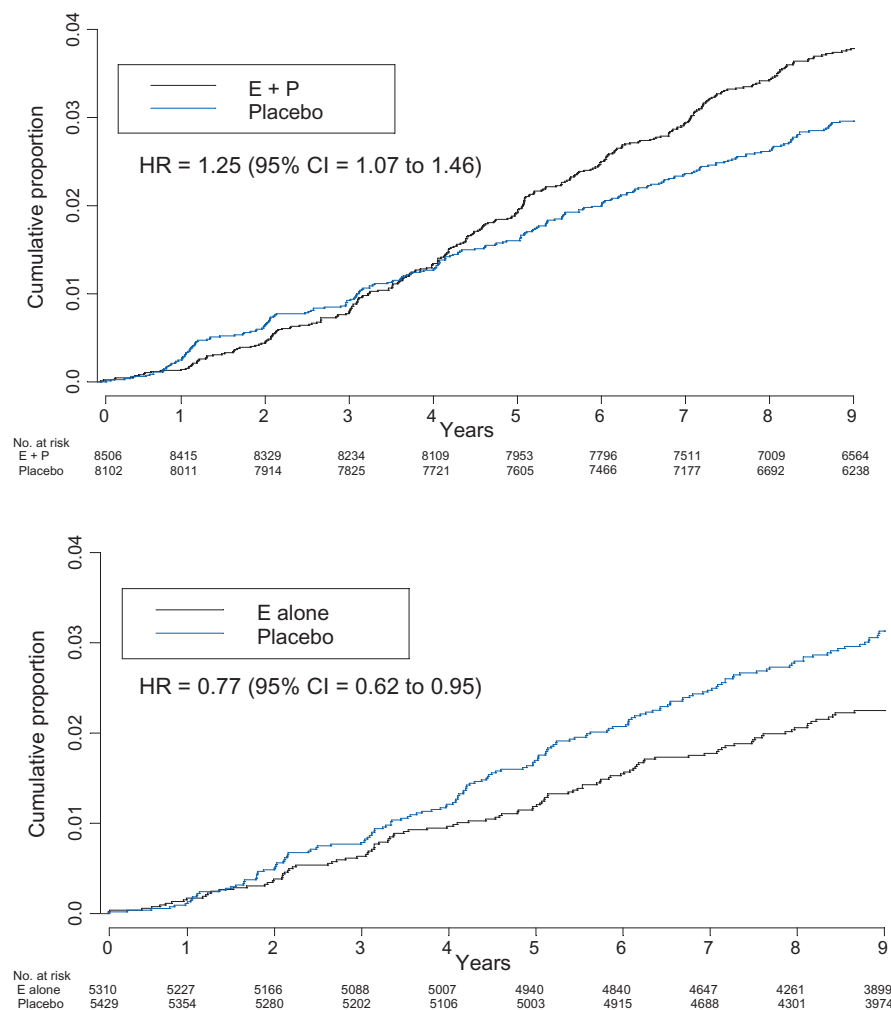 0.04
E + P
Placebo
HR = 1.25 (95% CI = 1.07 to 1.46)
0.03
0.02
0.01
0.0
Cumulative proportion
0 1 2 3 4 5 6 7 8 9
Years
No. at risk
E + P 8506 8415 8329 8234 8109 7953 7796 7511 7009 6564
Placebo 8102 8011 7914 7825 7721 7605 7466 7177 6692 6238
0.04
E alone
Placebo
HR = 0.77 (95% CI = 0.62 to 0.95)
0.03
0.02
0.01
0.0
Cumulative proportion
0 1 2 3 4 5 6 7 8 9
Years
No. at risk
E alone 5310 5227 5166 5088 5007 4940 4840 4647 4261 3899
Placebo 5429 5354 5280 5202 5106 5003 4915 4688 4301 3974